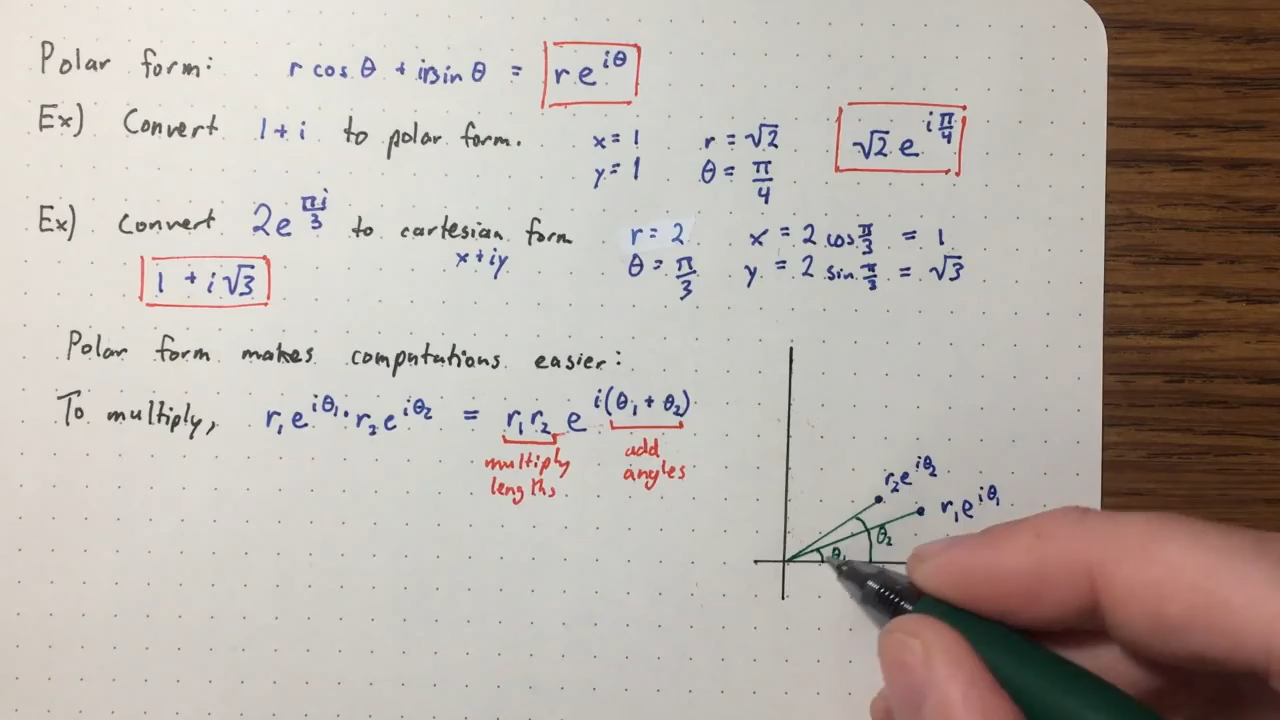 Polar form: r cos θ + i r sin θ = r e^{iθ}
Ex) Convert 1+i to polar form. x = 1 r = √2 √2 e^{i π/4}
y = 1 θ = π/4
Ex) Convert 2e^{πi/3} to cartesian form r = 2 x = 2 cos π/3 = 1
x+iy θ = π/3 y = 2 sin π/3 = √3
1 + i√3
Polar form makes computations easier:
To multiply, r₁e^{iθ₁}·r₂e^{iθ₂} = r₁r₂ e^{i(θ₁ + θ₂)}
multiply lengths
add angles
r₂e^{iθ₂}
r₁e^{iθ₁}
θ₂
θ₁